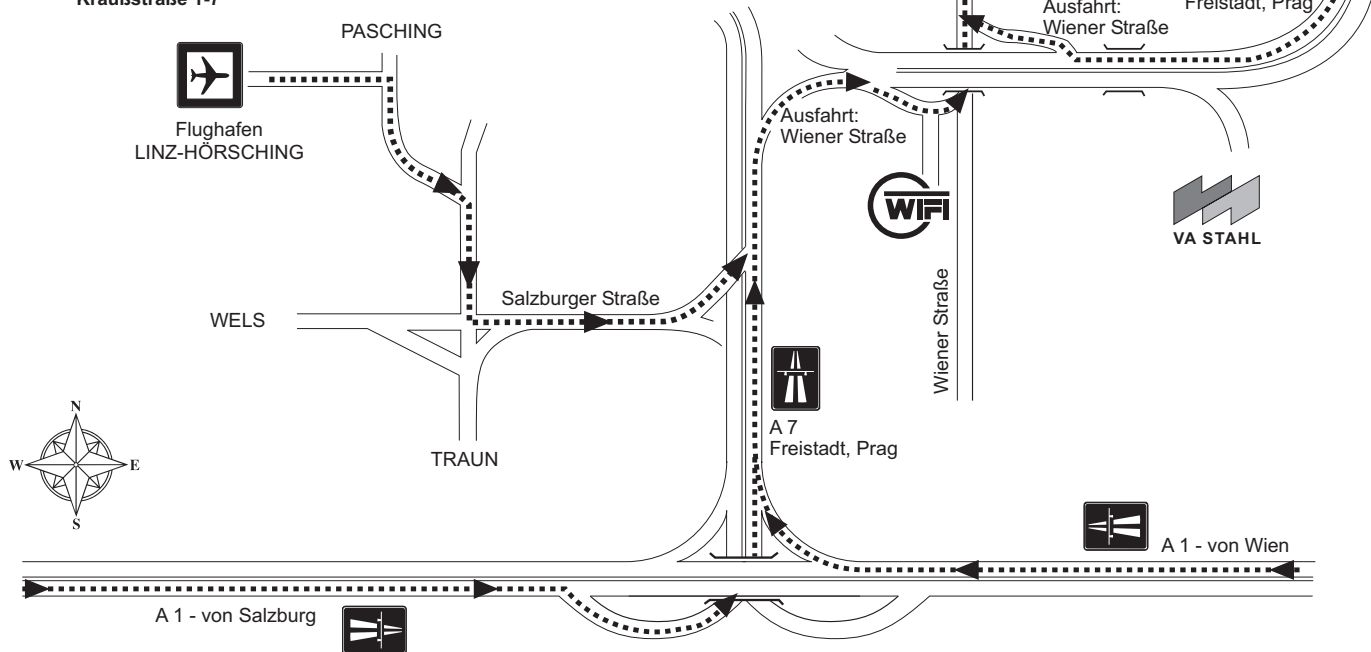 Kraußstraße 1-7
Ausfahrt:
Wiener Straße
Freistadt, Prag
PASCHING
Flughafen
LINZ-HÖRSCHING
Ausfahrt:
Wiener Straße
WIFI
VA STAHL
Salzburger Straße
WELS
Wiener Straße
A 7
Freistadt, Prag
TRAUN
N
W
E
S
A 1 - von Wien
A 1 - von Salzburg